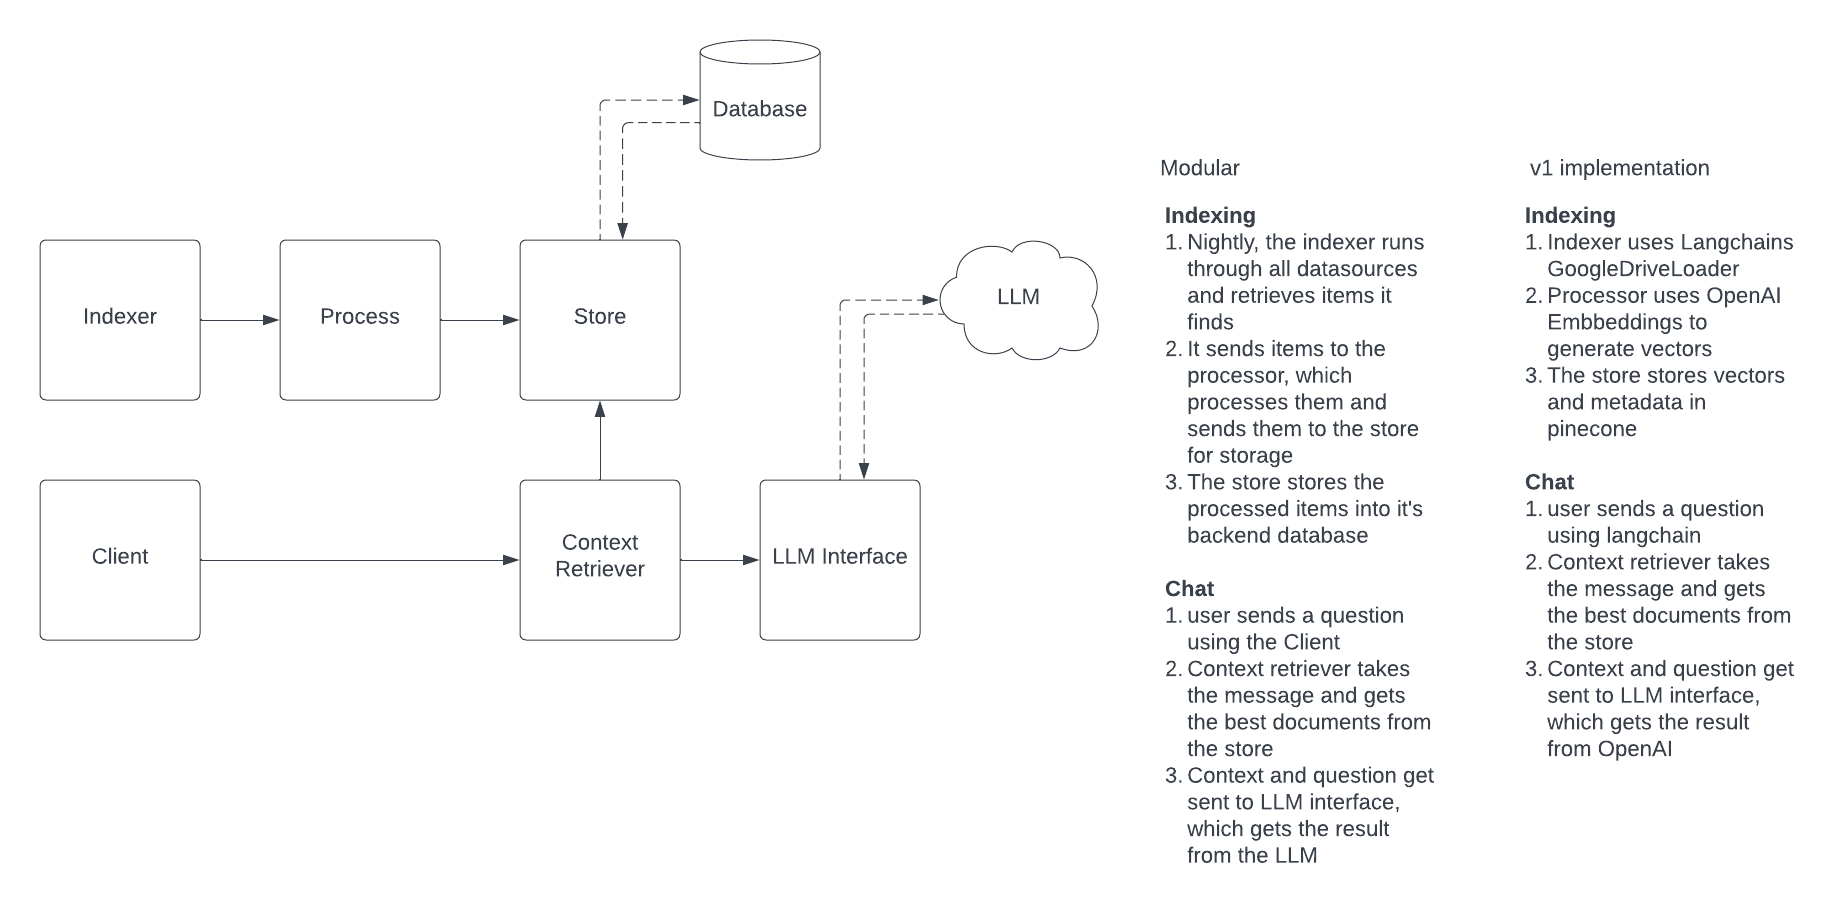 Database
Indexer
Process
Store
LLM
Client
Context
Retriever
LLM Interface
Modular
Indexing
1. Nightly, the indexer runs
through all datasources
and retrieves items it
finds
2. It sends items to the
processor, which
processes them and
sends them to the store
for storage
3. The store stores the
processed items into it's
backend database
Chat
1. user sends a question
using the Client
2. Context retriever takes
the message and gets
the best documents from
the store
3. Context and question get
sent to LLM interface,
which gets the result
from the LLM
v1 implementation
Indexing
1. Indexer uses Langchains
GoogleDriveLoader
2. Processor uses OpenAI
Embbeddings to
generate vectors
3. The store stores vectors
and metadata in
pinecone
Chat
1. user sends a question
using langchain
2. Context retriever takes
the message and gets
the best documents from
the store
3. Context and question get
sent to LLM interface,
which gets the result
from OpenAI